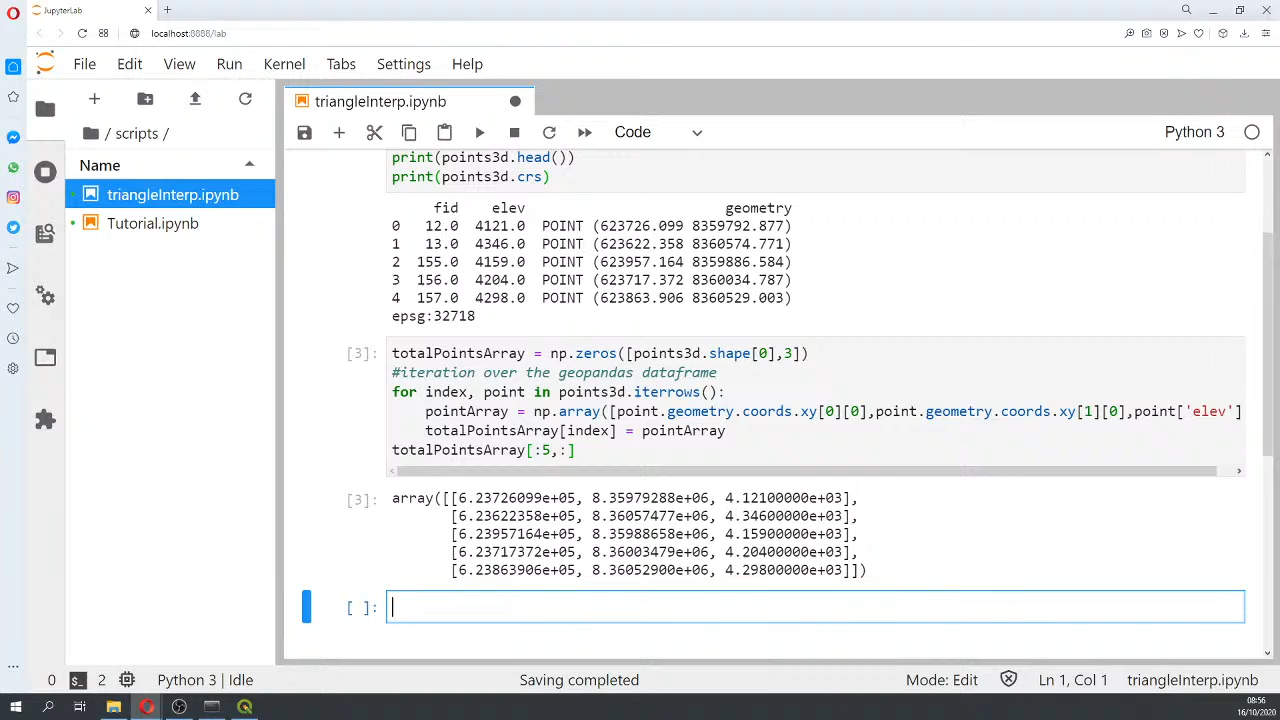 JupyterLab
localhost:8888/lab
File Edit View Run Kernel Tabs Settings Help
/ scripts /
Name
triangleInterp.ipynb
Tutorial.ipynb
triangleInterp.ipynb
Code
Python 3
print(points3d.head())
print(points3d.crs)
fid elev geometry
0 12.0 4121.0 POINT (623726.099 8359792.877)
1 13.0 4346.0 POINT (623622.358 8360574.771)
2 155.0 4159.0 POINT (623957.164 8359886.584)
3 156.0 4204.0 POINT (623717.372 8360034.787)
4 157.0 4298.0 POINT (623863.906 8360529.003)
epsg:32718
[3]: totalPointsArray = np.zeros([points3d.shape[0],3])
#iteration over the geopandas dataframe
for index, point in points3d.iterrows():
pointArray = np.array([point.geometry.coords.xy[0][0],point.geometry.coords.xy[1][0],point['elev']
totalPointsArray[index] = pointArray
totalPointsArray[:5,:]
[3]: array([[6.23726099e+05, 8.35979288e+06, 4.12100000e+03],
[6.23622358e+05, 8.36057477e+06, 4.34600000e+03],
[6.23957164e+05, 8.35988658e+06, 4.15900000e+03],
[6.23717372e+05, 8.36003479e+06, 4.20400000e+03],
[6.23863906e+05, 8.36052900e+06, 4.29800000e+03]])
[ ]:
0 2 Python 3 | Idle Saving completed Mode: Edit Ln 1, Col 1 triangleInterp.ipynb
08:56
16/10/2020